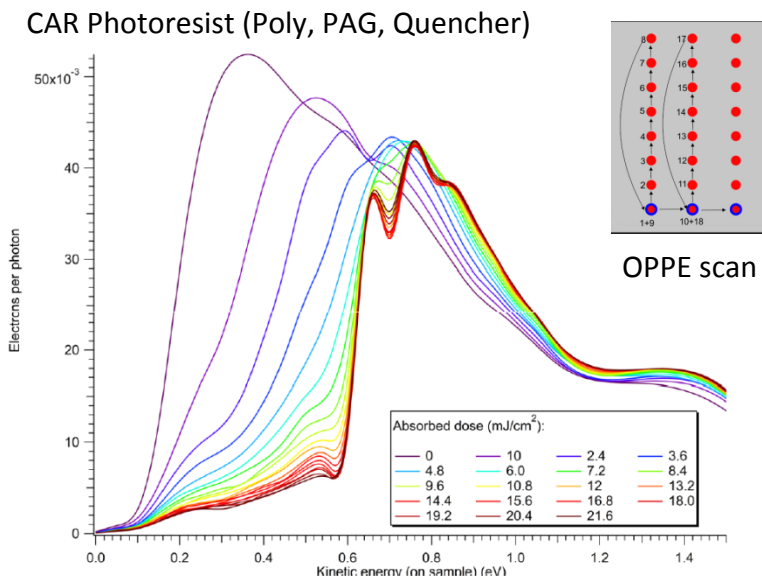 CAR Photoresist (Poly, PAG, Quencher)
50x10-3
40
30
20
10
0
Electrons per photon
0.0 0.2 0.4 0.6 0.8 1.0 1.2 1.4
Kinetic energy (on sample) (eV)
Absorbed dose (mJ/cm2):
0 10 2.4 3.6
4.8 6.0 7.2 8.4
9.6 10.8 12 13.2
14.4 15.6 16.8 18.0
19.2 20.4 21.6
8 17
7 16
6 15
5 14
4 13
3 12
2 11
1+9 10+18
OPPE scan